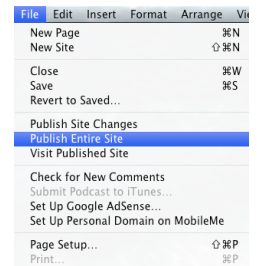 File Edit Insert Format Arrange
New Page ⌘N
New Site ⇧⌘N
Close ⌘W
Save ⌘S
Revert to Saved...
Publish Site Changes
Publish Entire Site
Visit Published Site
Check for New Comments
Submit Podcast to iTunes...
Set Up Google AdSense...
Set Up Personal Domain on MobileMe
Page Setup... ⇧⌘P
Print... ⌘P